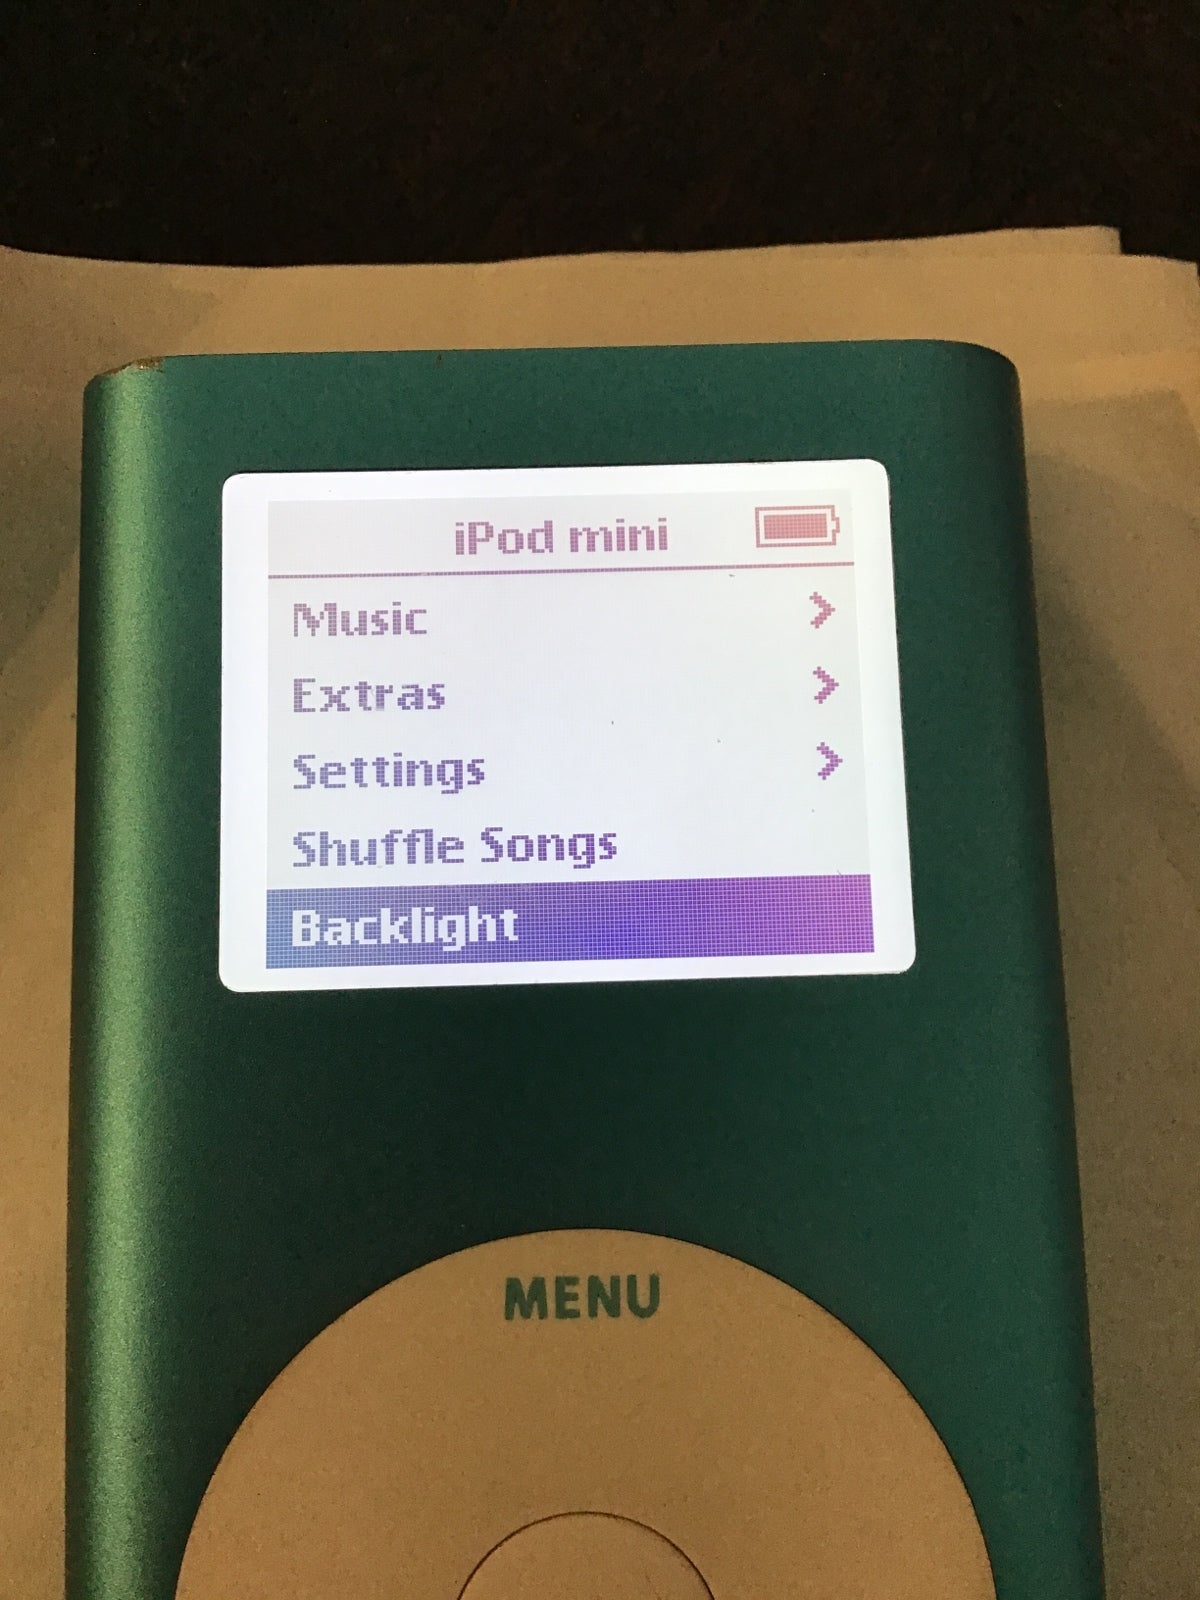 iPod mini
Music
Extras
Settings
Shuffle Songs
Backlight
MENU